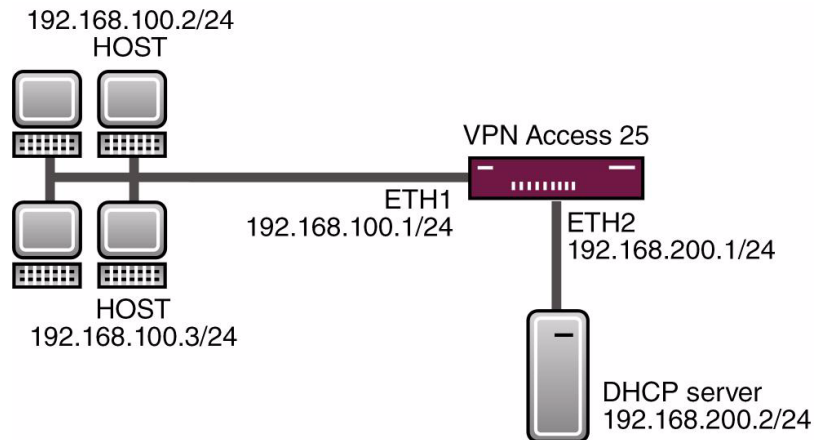 192.168.100.2/24
HOST
VPN Access 25
ETH1
192.168.100.1/24
ETH2
192.168.200.1/24
HOST
192.168.100.3/24
DHCP server
192.168.200.2/24